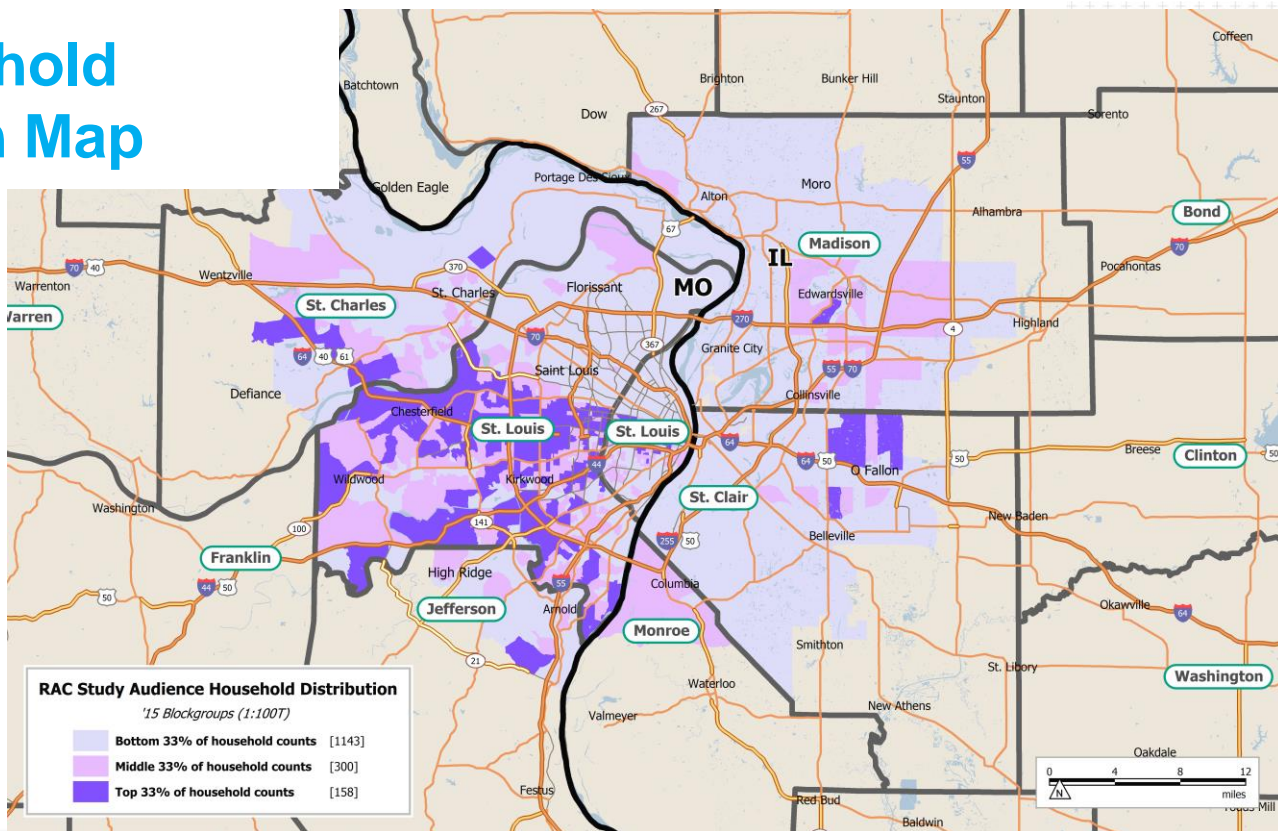 hold
Map
Coffeen
Brighton
Bunker Hill
Batchtown
Staunton
267
Dow
Sorento
55
Golden Eagle
Portage Des Sioux
Alton
Moro
Alhambra
Bond
67
Madison
IL
70
70 40
Wentzville
370
Pocahontas
Warrenton
St. Charles
Florissant
MO
Edwardsville
St. Charles
Warren
270
Highland
70
4
367
Granite City
64 40 61
Saint Louis
55 70
Defiance
Collinsville
Chesterfield
St. Louis
St. Louis
64
Breese
64 50
50
Clinton
50
44
O Fallon
Wildwood
Kirkwood
St. Clair
Washington
141
New Baden
100
255 50
Belleville
Franklin
High Ridge
44 50
55
Columbia
50
Jefferson
Arnold
Okawville
64
Monroe
Smithton
21
St. Libory
Washington
Waterloo
New Athens
Valmeyer
RAC Study Audience Household Distribution
'15 Blockgroups (1:100T)
Bottom 33% of household counts [1143]
Middle 33% of household counts [300]
Top 33% of household counts [158]
Oakdale
0 4 8 12
N miles
Festus
Red Bud
Mill
Baldwin